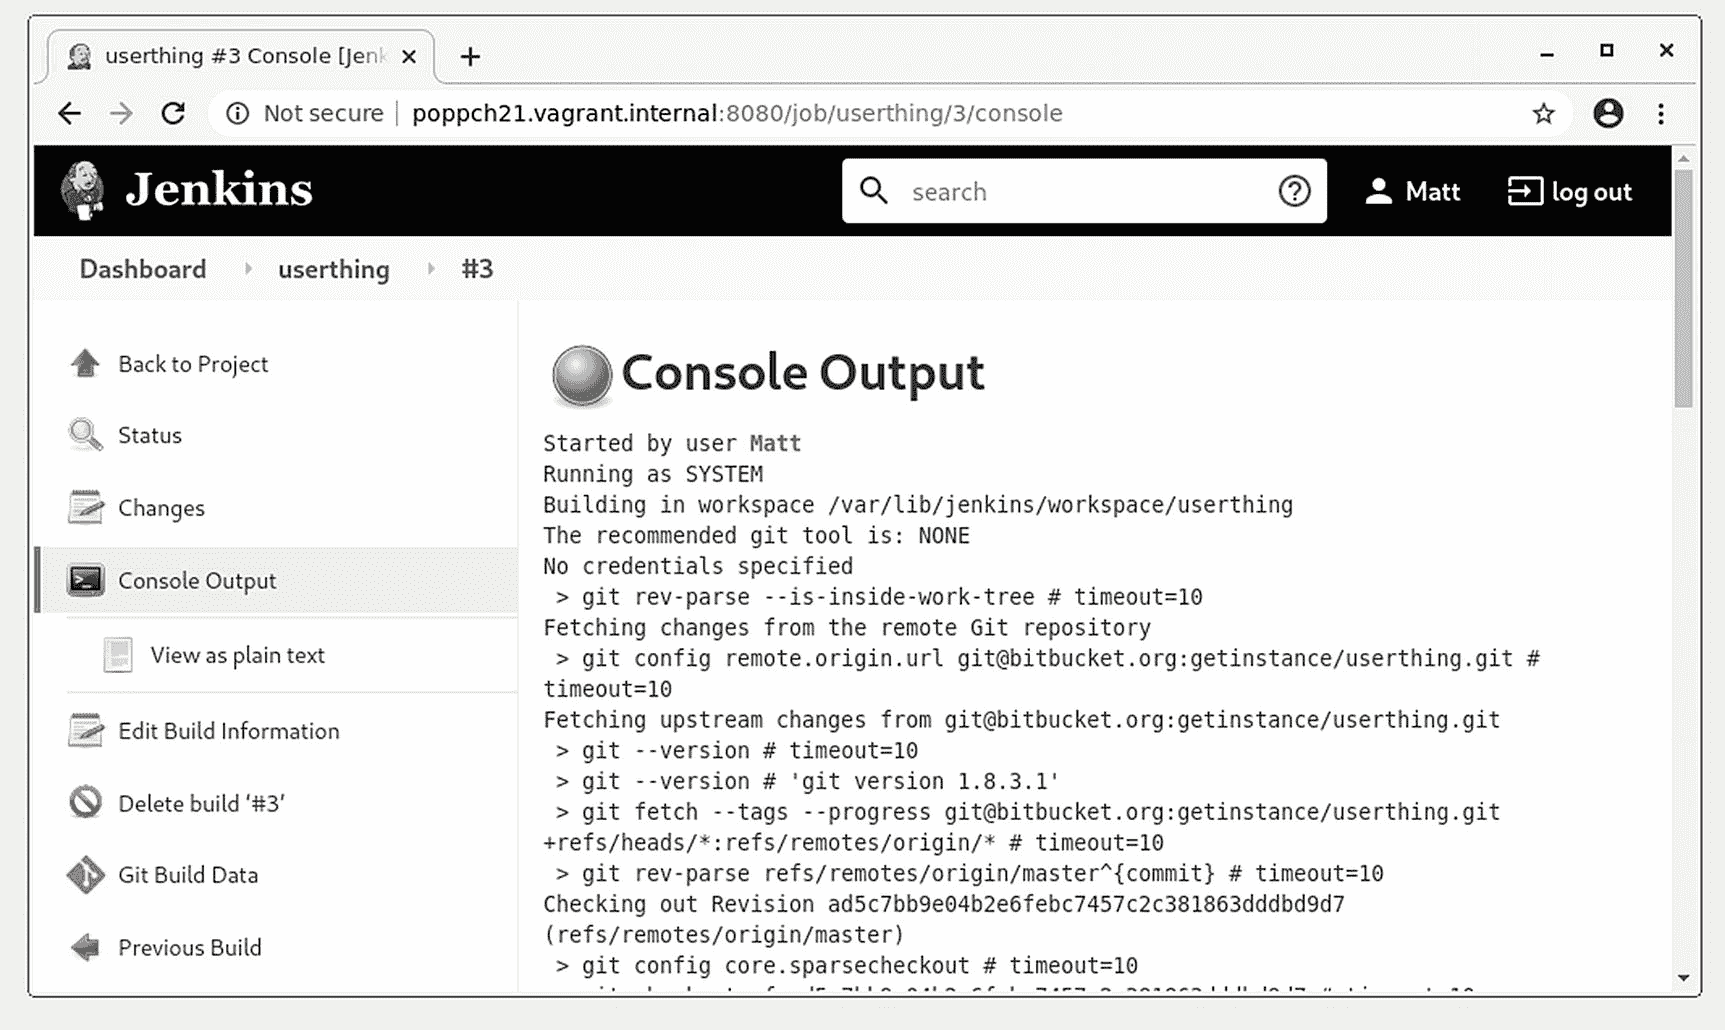 userthing #3 Console [Jenk
Not secure | poppch21.vagrant.internal:8080/job/userthing/3/console
Jenkins
search
Matt
log out
Dashboard
userthing
#3
Back to Project
Status
Changes
Console Output
View as plain text
Edit Build Information
Delete build ‘#3’
Git Build Data
Previous Build
Console Output
Started by user Matt
Running as SYSTEM
Building in workspace /var/lib/jenkins/workspace/userthing
The recommended git tool is: NONE
No credentials specified
> git rev-parse --is-inside-work-tree # timeout=10
Fetching changes from the remote Git repository
> git config remote.origin.url git@bitbucket.org:getinstance/userthing.git #
timeout=10
Fetching upstream changes from git@bitbucket.org:getinstance/userthing.git
> git --version # timeout=10
> git --version # 'git version 1.8.3.1'
> git fetch --tags --progress git@bitbucket.org:getinstance/userthing.git
+refs/heads/*:refs/remotes/origin/* # timeout=10
> git rev-parse refs/remotes/origin/master^{commit} # timeout=10
Checking out Revision ad5c7bb9e04b2e6febc7457c2c381863dddbd9d7
(refs/remotes/origin/master)
> git config core.sparsecheckout # timeout=10